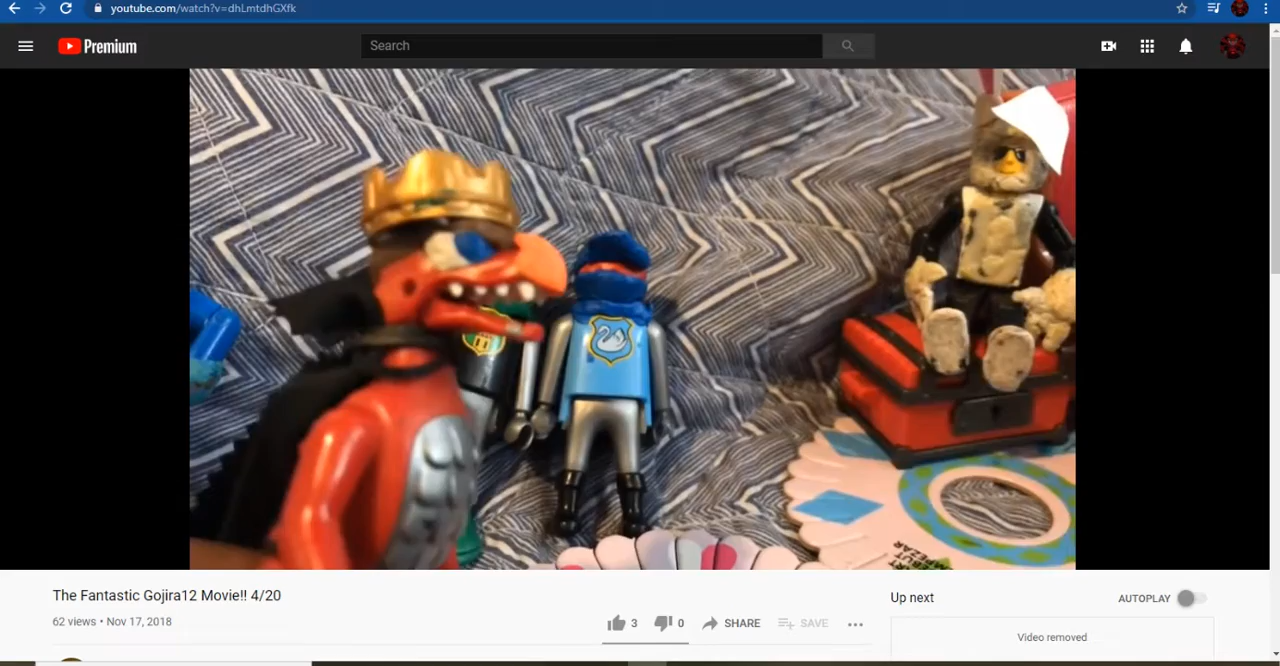 youtube.com/watch?v=dhLmtdhGXfk
Premium
Search
The Fantastic Gojira12 Movie!! 4/20
62 views • Nov 17, 2018
3
0
SHARE
SAVE
Up next
AUTOPLAY
Video removed